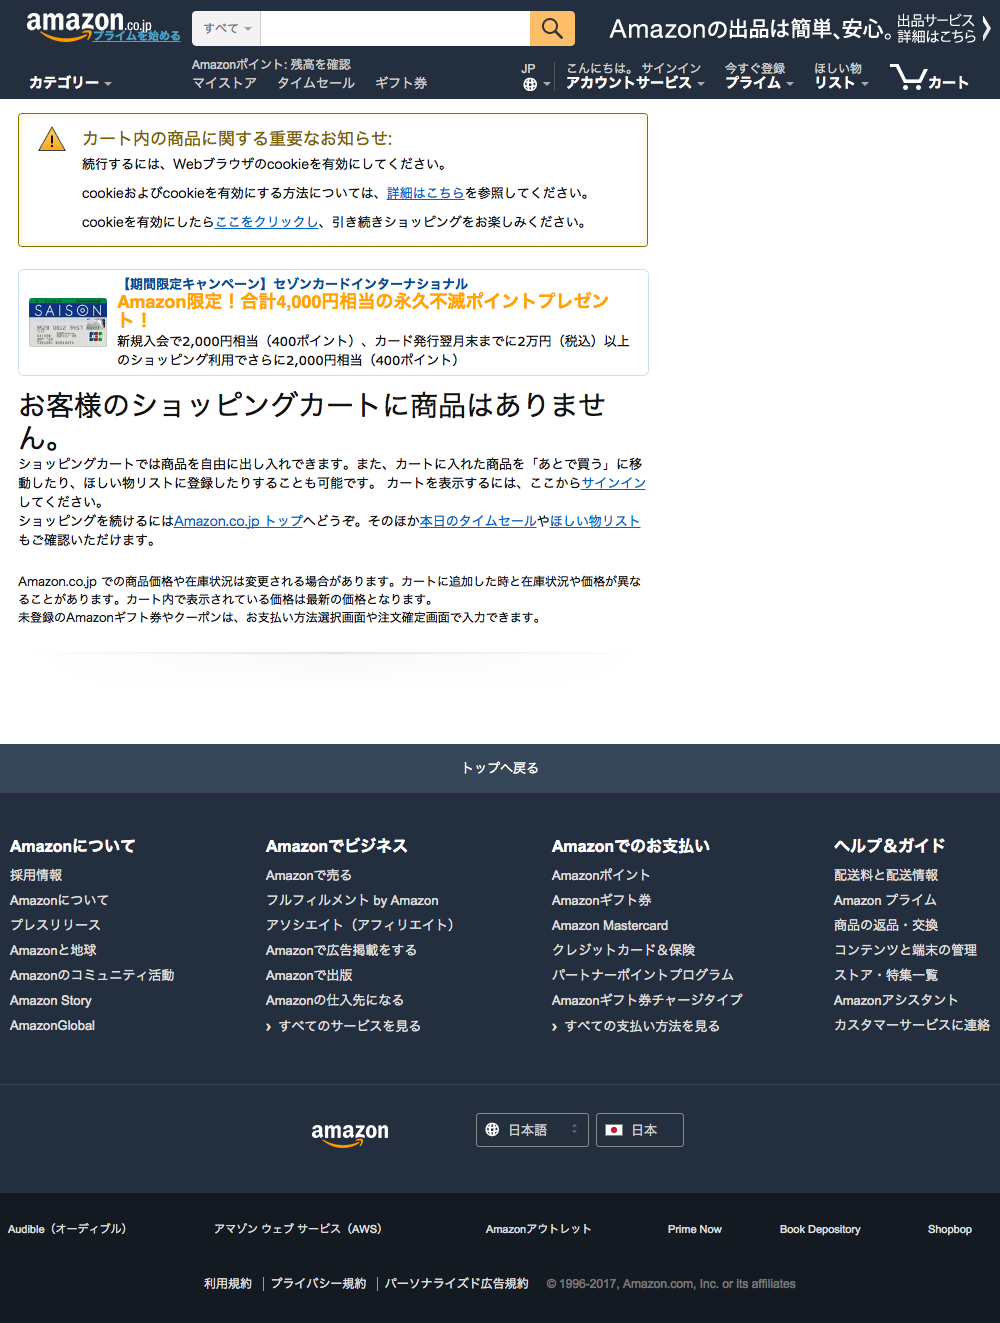 amazon.co.jp
プライムを始める
すべて
Amazonの出品は簡単、安心。
出品サービス
詳細はこちら
カテゴリー
Amazonポイント: 残高を確認
マイストア タイムセール ギフト券
JP
こんにちは。サインイン
アカウントサービス
今すぐ登録
プライム
ほしい物
リスト
カート
カート内の商品に関する重要なお知らせ:
続行するには、Webブラウザのcookieを有効にしてください。
cookieおよびcookieを有効にする方法については、詳細はこちらを参照してください。
cookieを有効にしたらここをクリックし、引き続きショッピングをお楽しみください。
SAISON
【期間限定キャンペーン】セゾンカードインターナショナル
Amazon限定！合計4,000円相当の永久不滅ポイントプレゼン
ト！
新規入会で2,000円相当（400ポイント）、カード発行翌月末までに2万円（税込）以上
のショッピング利用でさらに2,000円相当（400ポイント）
お客様のショッピングカートに商品はありませ
ん。
ショッピングカートでは商品を自由に出し入れできます。また、カートに入れた商品を「あとで買う」に移
動したり、ほしい物リストに登録したりすることも可能です。 カートを表示するには、ここからサインイン
してください。
ショッピングを続けるにはAmazon.co.jp トップへどうぞ。そのほか本日のタイムセールやほしい物リスト
もご確認いただけます。
Amazon.co.jp での商品価格や在庫状況は変更される場合があります。カートに追加した時と在庫状況や価格が異な
ることがあります。カート内で表示されている価格は最新の価格となります。
未登録のAmazonギフト券やクーポンは、お支払い方法選択画面や注文確定画面で入力できます。
トップへ戻る
Amazonについて
採用情報
Amazonについて
プレスリリース
Amazonと地球
Amazonのコミュニティ活動
Amazon Story
AmazonGlobal
Amazonでビジネス
Amazonで売る
フルフィルメント by Amazon
アソシエイト（アフィリエイト）
Amazonで広告掲載をする
Amazonで出版
Amazonの仕入先になる
› すべてのサービスを見る
Amazonでのお支払い
Amazonポイント
Amazonギフト券
Amazon Mastercard
クレジットカード＆保険
パートナーポイントプログラム
Amazonギフト券チャージタイプ
› すべての支払い方法を見る
ヘルプ＆ガイド
配送料と配送情報
Amazon プライム
商品の返品・交換
コンテンツと端末の管理
ストア・特集一覧
Amazonアシスタント
カスタマーサービスに連絡
amazon
日本語
日本
Audible（オーディブル） アマゾン ウェブ サービス（AWS） Amazonアウトレット Prime Now Book Depository Shopbop
利用規約 プライバシー規約 パーソナライズド広告規約 © 1996-2017, Amazon.com, Inc. or its affiliates